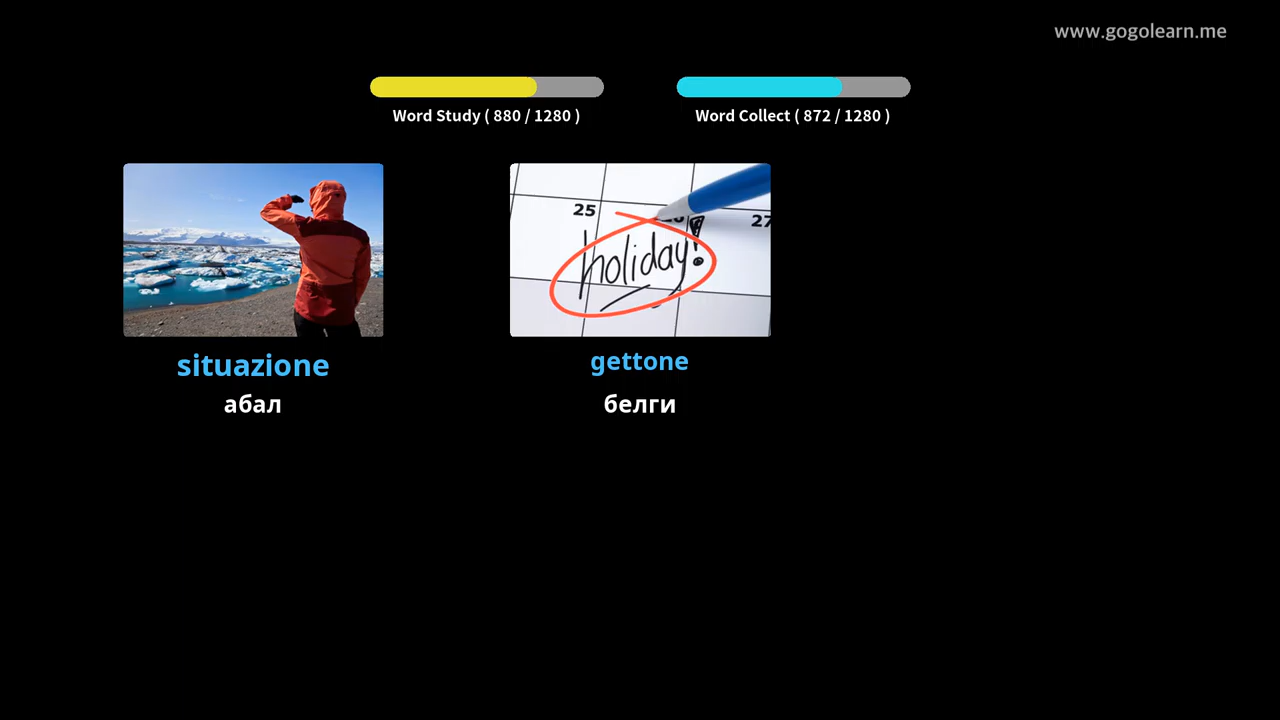 www.gogolearn.me
Word Study ( 880 / 1280 )
Word Collect ( 872 / 1280 )
25
27
holiday!
situazione
gettone
абал
белги